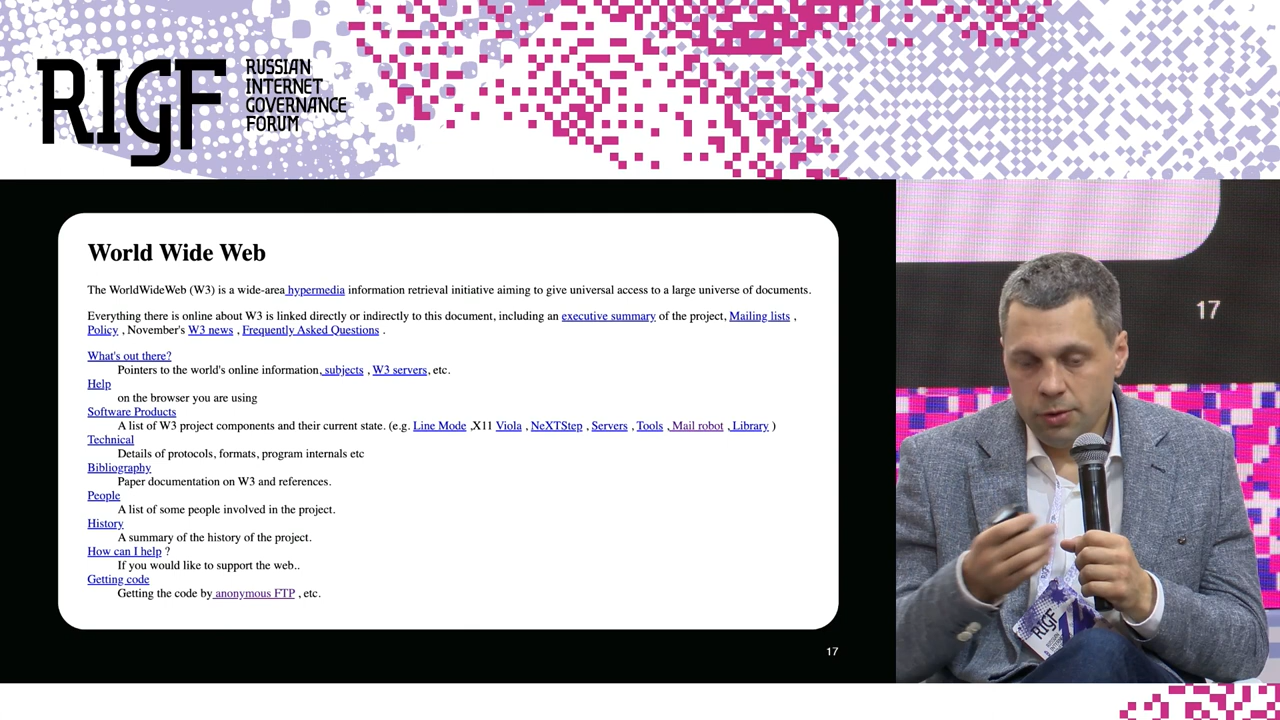 RIGF
RUSSIAN
INTERNET
GOVERNANCE
FORUM
World Wide Web
The WorldWideWeb (W3) is a wide-area hypermedia information retrieval initiative aiming to give universal access to a large universe of documents.
Everything there is online about W3 is linked directly or indirectly to this document, including an executive summary of the project, Mailing lists ,
Policy , November's W3 news , Frequently Asked Questions .
What's out there?
Pointers to the world's online information, subjects , W3 servers, etc.
Help
on the browser you are using
Software Products
A list of W3 project components and their current state. (e.g. Line Mode ,X11 Viola , NeXTStep , Servers , Tools , Mail robot , Library )
Technical
Details of protocols, formats, program internals etc
Bibliography
Paper documentation on W3 and references.
People
A list of some people involved in the project.
History
A summary of the history of the project.
How can I help ?
If you would like to support the web..
Getting code
Getting the code by anonymous FTP , etc.
17
17
RIGF